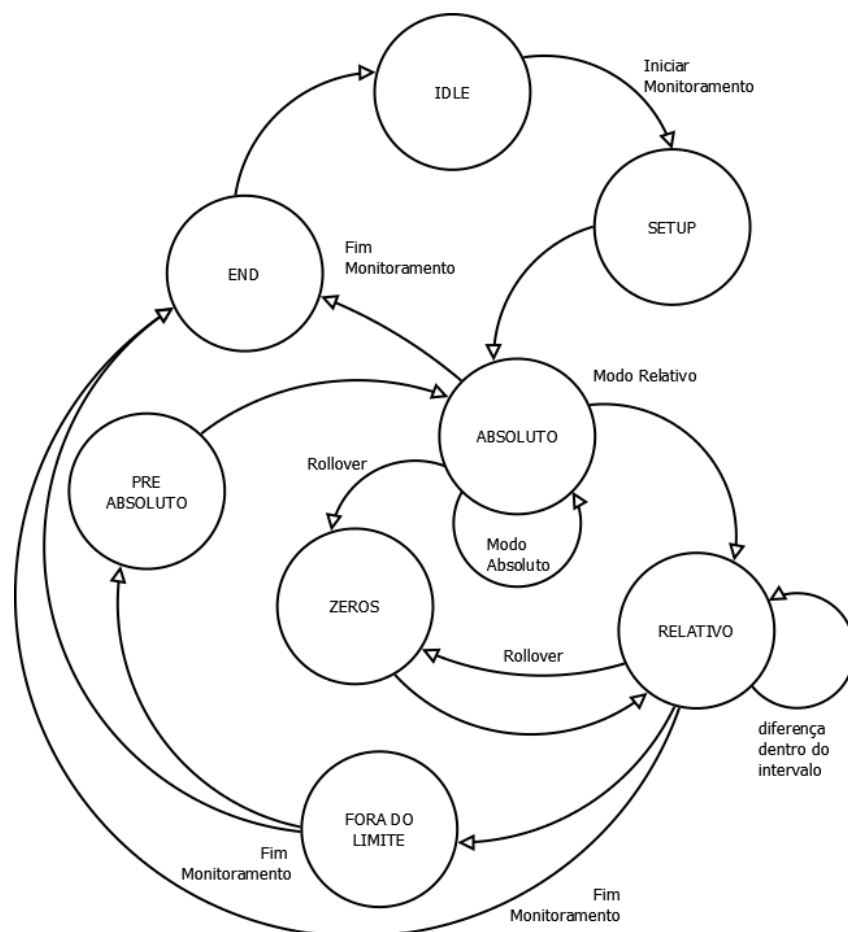 IDLE
Iniciar
Monitoramento
SETUP
END
Fim
Monitoramento
Modo Relativo
ABSOLUTO
PRE
ABSOLUTO
Rollover
Modo
Absoluto
ZEROS
RELATIVO
Rollover
diferença
dentro do
intervalo
FORA DO
LIMITE
Fim
Monitoramento
Fim
Monitoramento